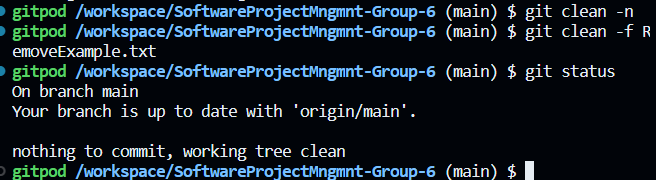 gitpod /workspace/SoftwareProjectMngmnt-Group-6 (main) $ git clean -n
gitpod /workspace/SoftwareProjectMngmnt-Group-6 (main) $ git clean -f R
emoveExample.txt
gitpod /workspace/SoftwareProjectMngmnt-Group-6 (main) $ git status
On branch main
Your branch is up to date with 'origin/main'.
nothing to commit, working tree clean
gitpod /workspace/SoftwareProjectMngmnt-Group-6 (main) $